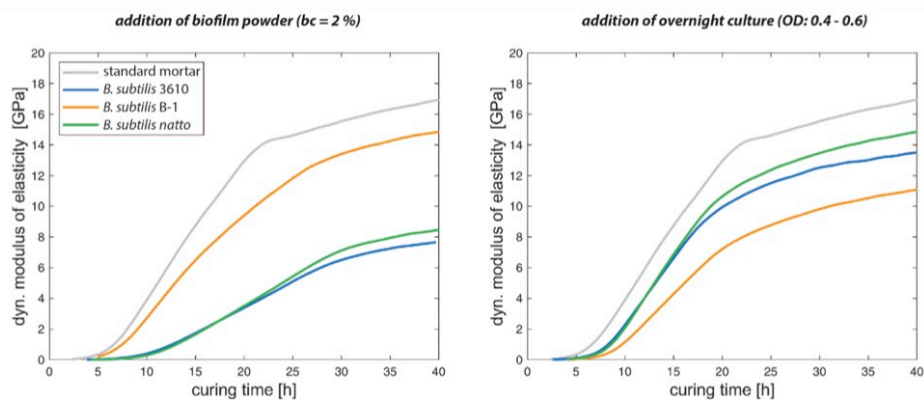 addition of biofilm powder (bc = 2 %)
dyn. modulus of elasticity [GPa]
20
18
16
14
12
10
8
6
4
2
0
standard mortar
B. subtilis 3610
B. subtilis B-1
B. subtilis natto
0 5 10 15 20 25 30 35 40
curing time [h]
addition of overnight culture (OD: 0.4 - 0.6)
dyn. modulus of elasticity [GPa]
20
18
16
14
12
10
8
6
4
2
0
0 5 10 15 20 25 30 35 40
curing time [h]